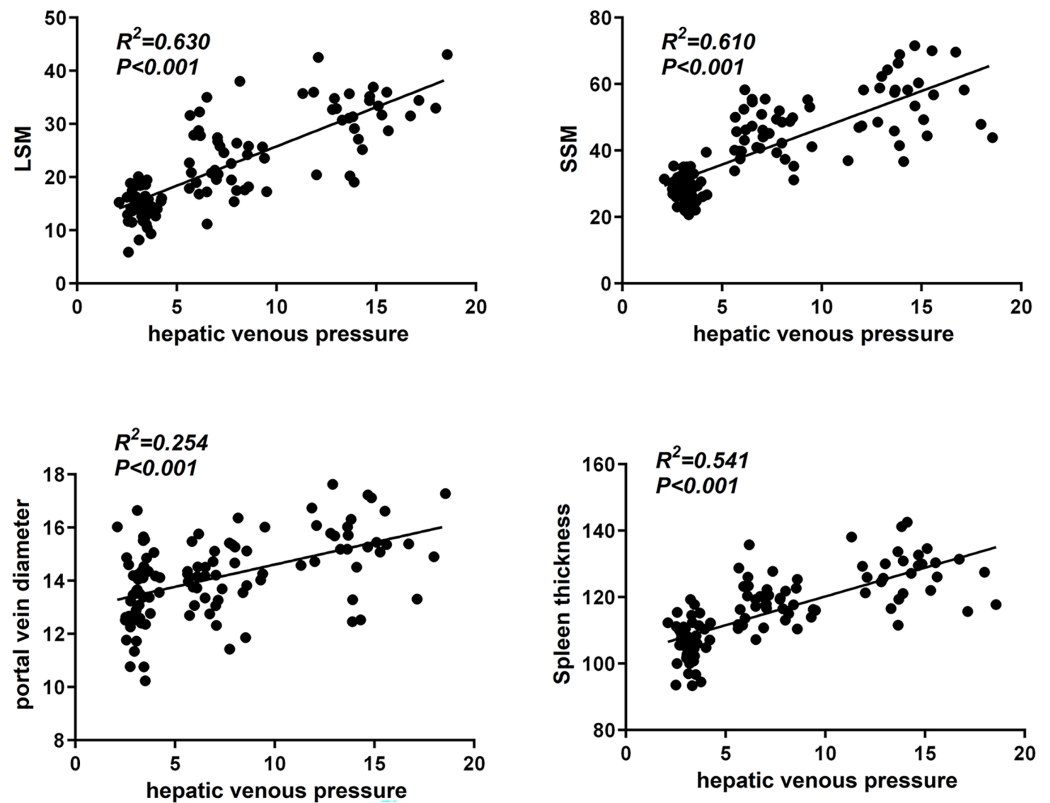 R²=0.630
P<0.001
LSM
50
40
30
20
10
0
0 5 10 15 20
hepatic venous pressure
R²=0.610
P<0.001
SSM
80
60
40
20
0
0 5 10 15 20
hepatic venous pressure
R²=0.254
P<0.001
portal vein diameter
18
16
14
12
10
8
0 5 10 15 20
hepatic venous pressure
R²=0.541
P<0.001
Spleen thickness
160
140
120
100
80
0 5 10 15 20
hepatic venous pressure